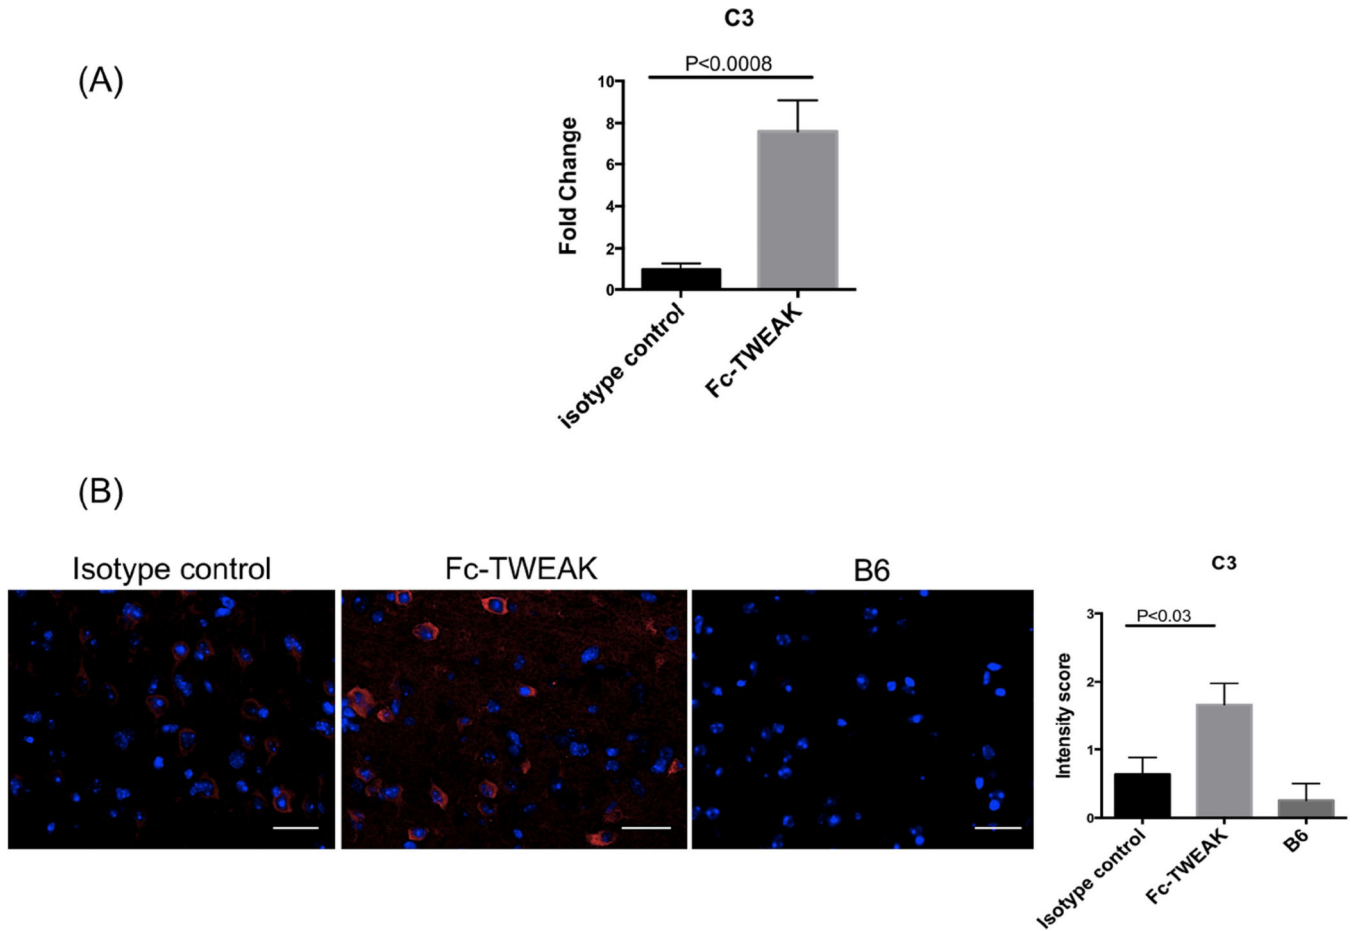 (A)
C3
P<0.0008
10
8
6
4
2
0
Fold Change
isotype control
Fc-TWEAK
(B)
Isotype control
Fc-TWEAK
B6
C3
P<0.03
3
2
1
0
Intensity score
Isotype control
Fc-TWEAK
B6